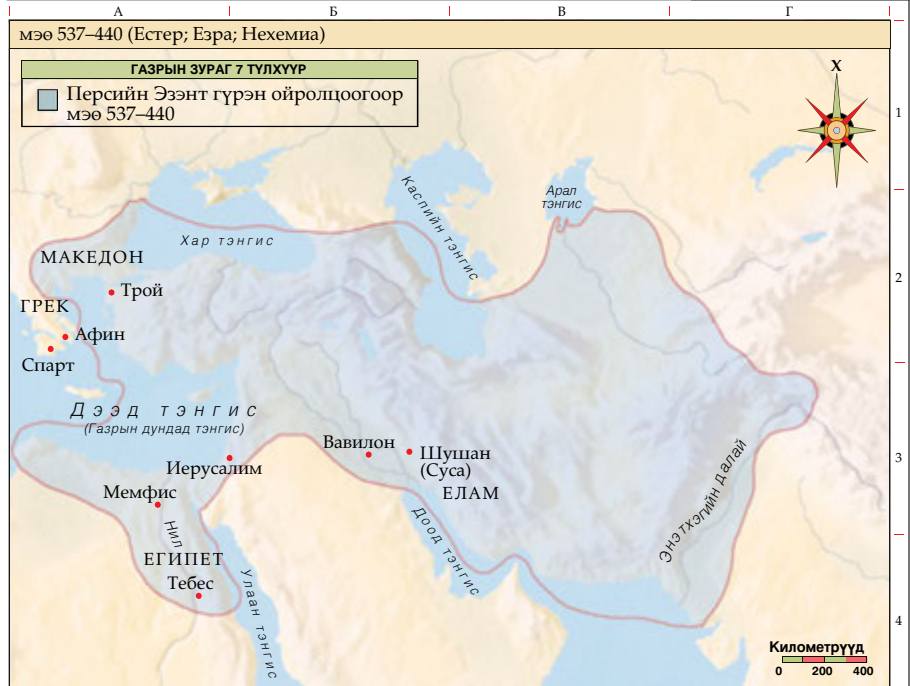 А
Б
В
Г
мэө 537–440 (Естер; Езра; Нехемиа)
ГАЗРЫН ЗУРАГ 7 ТҮЛХҮҮР
Персийн Эзэнт гүрэн ойролцоогоор
мэө 537–440
Х
1
2
3
4
Каспийн тэнгис
Арал
тэнгис
Хар тэнгис
МАКЕДОН
Трой
ГРЕК
Афин
Спарт
Дээд тэнгис
(Газрын дундад тэнгис)
Вавилон
Шушан
(Суса)
ЕЛАМ
Иерусалим
Мемфис
Нил
ЕГИПЕТ
Тебес
Улаан тэнгис
Доод тэнгис
Энэтхэгийн далай
Километрүүд
0 200 400